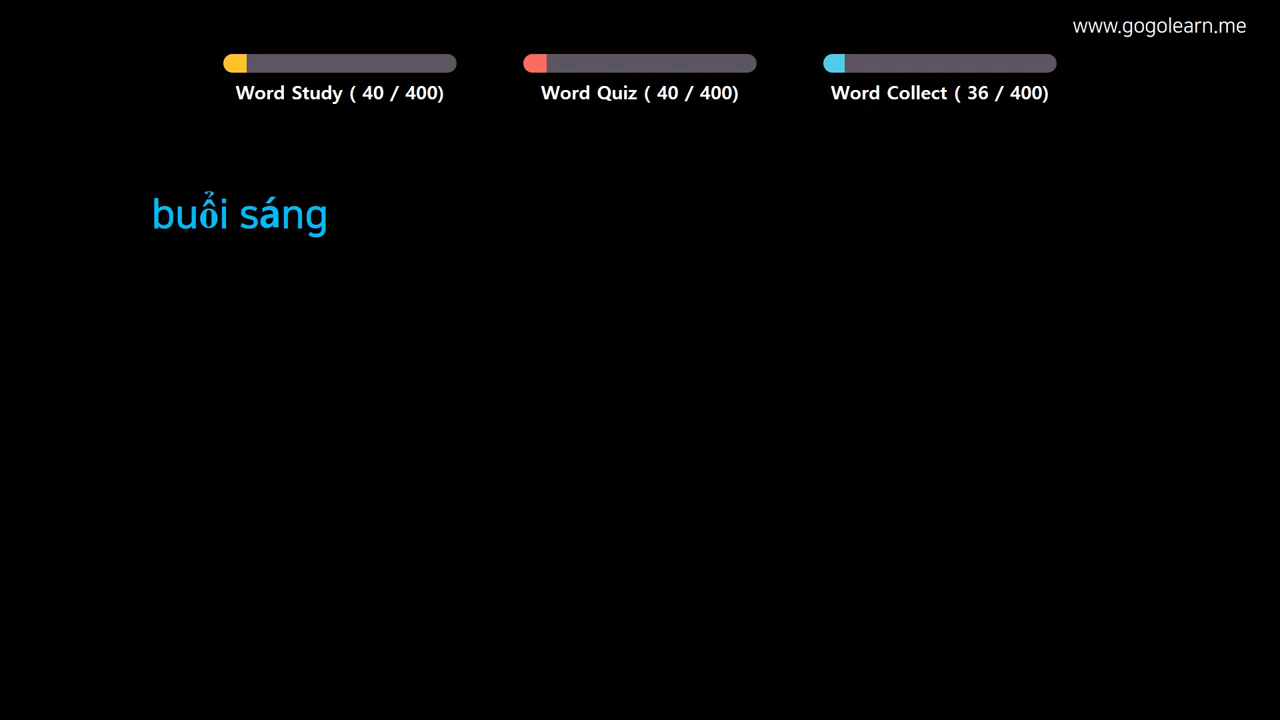 www.gogolearn.me
Word Study ( 40 / 400)
Word Quiz ( 40 / 400)
Word Collect ( 36 / 400)
buổi sáng